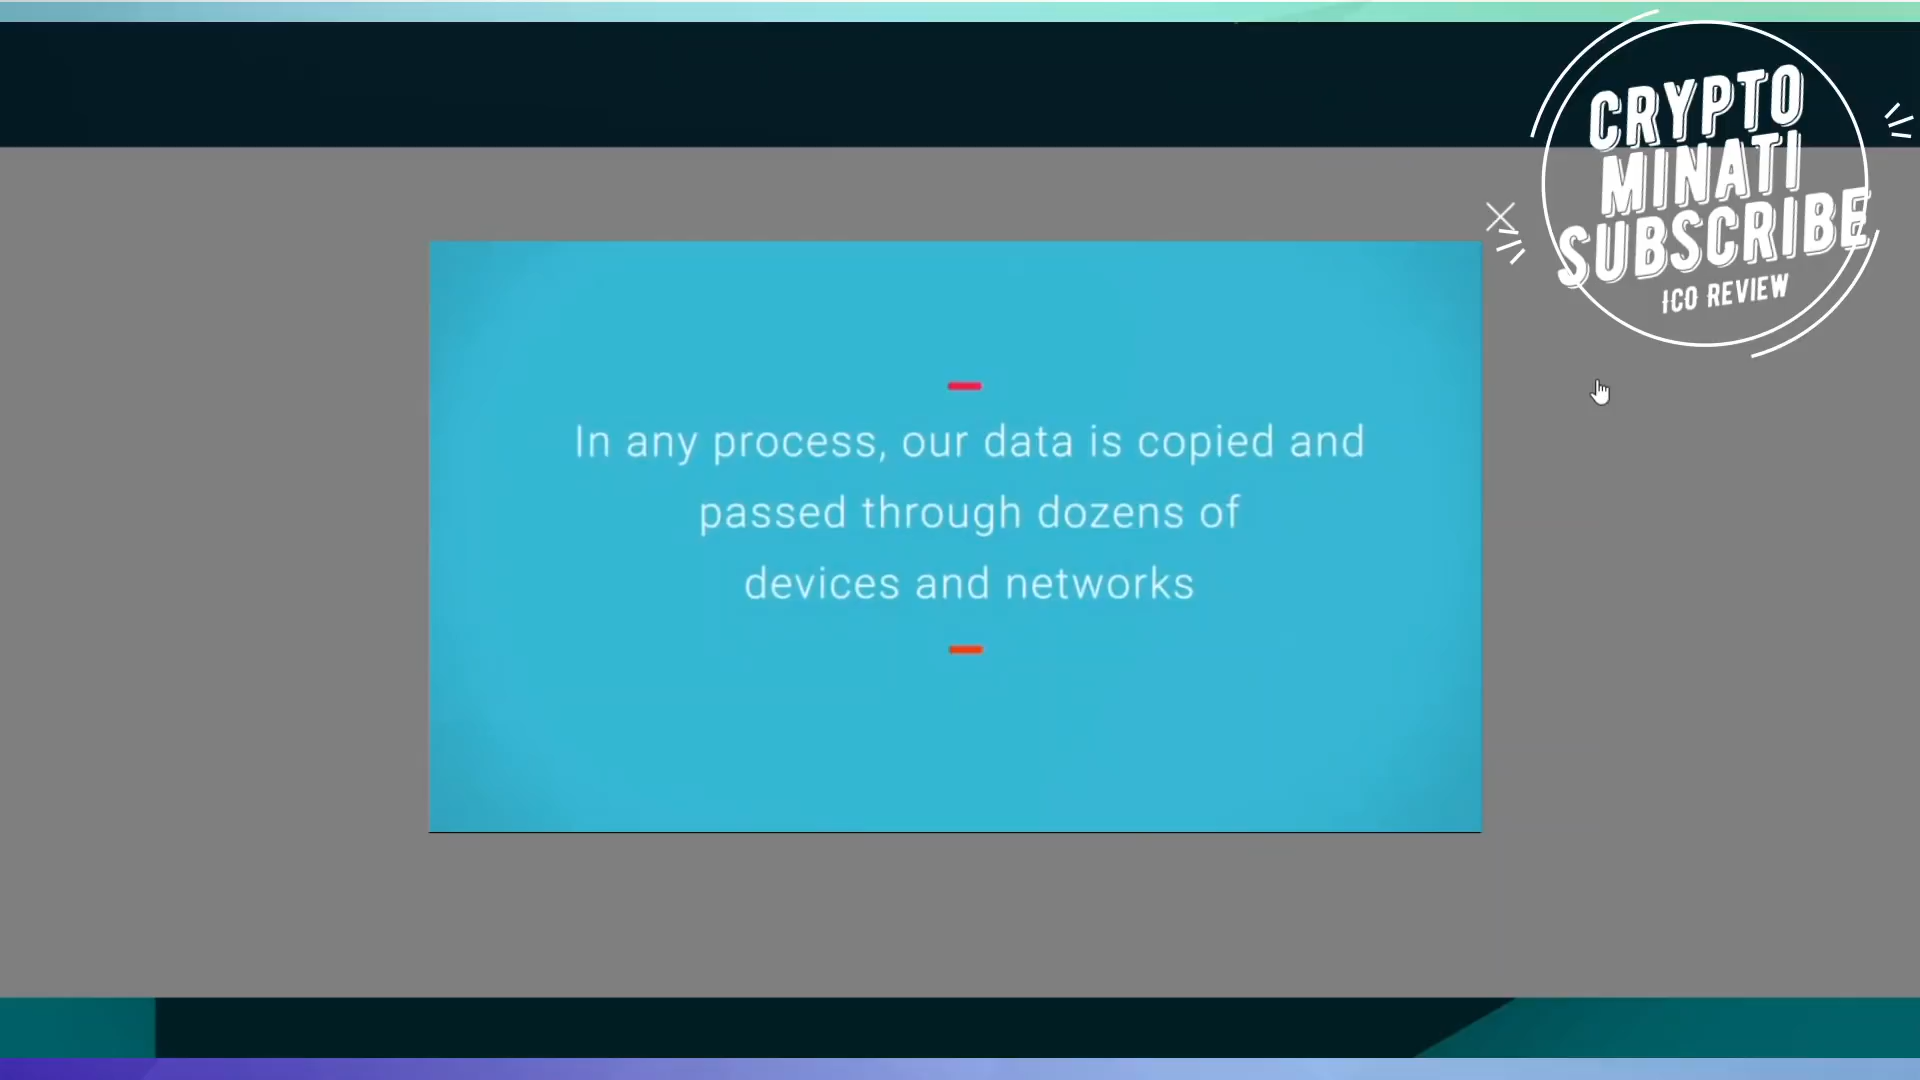 CRYPTO
MINATI
SUBSCRIBE
ICO REVIEW
In any process, our data is copied and
passed through dozens of
devices and networks